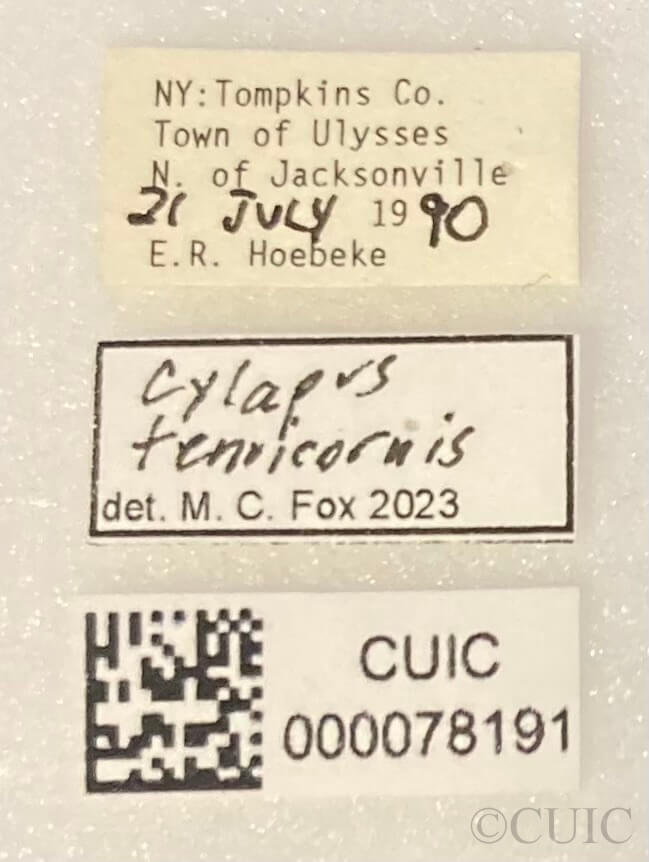 NY:Tompkins Co.
Town of Ulysses
N. of Jacksonville
21 JULY 1990
E.R. Hoebeke
Cylapus
tenuicornis
det. M. C. Fox 2023
CUIC
000078191
©CUIC